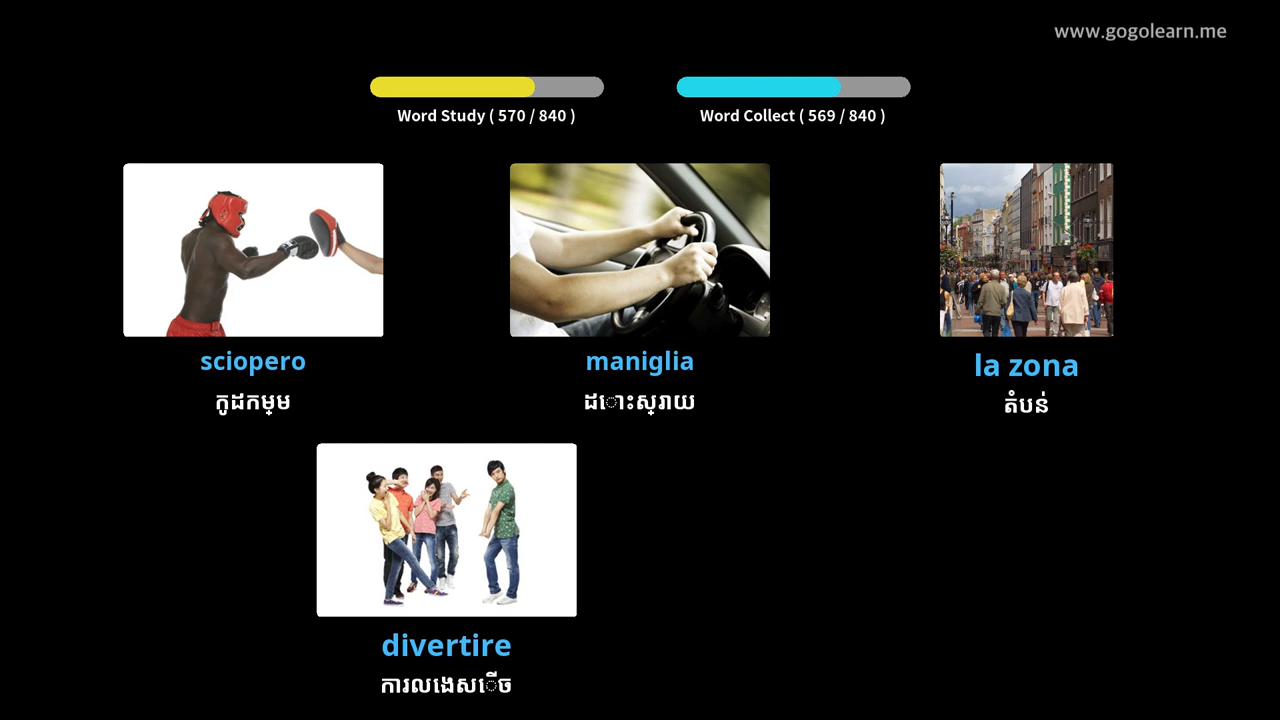 www.gogolearn.me
Word Study ( 570 / 840 )
Word Collect ( 569 / 840 )
sciopero
maniglia
la zona
កូដកម្ម
ដោះស្រាយ
តំបន់
divertire
ការលេងសើច